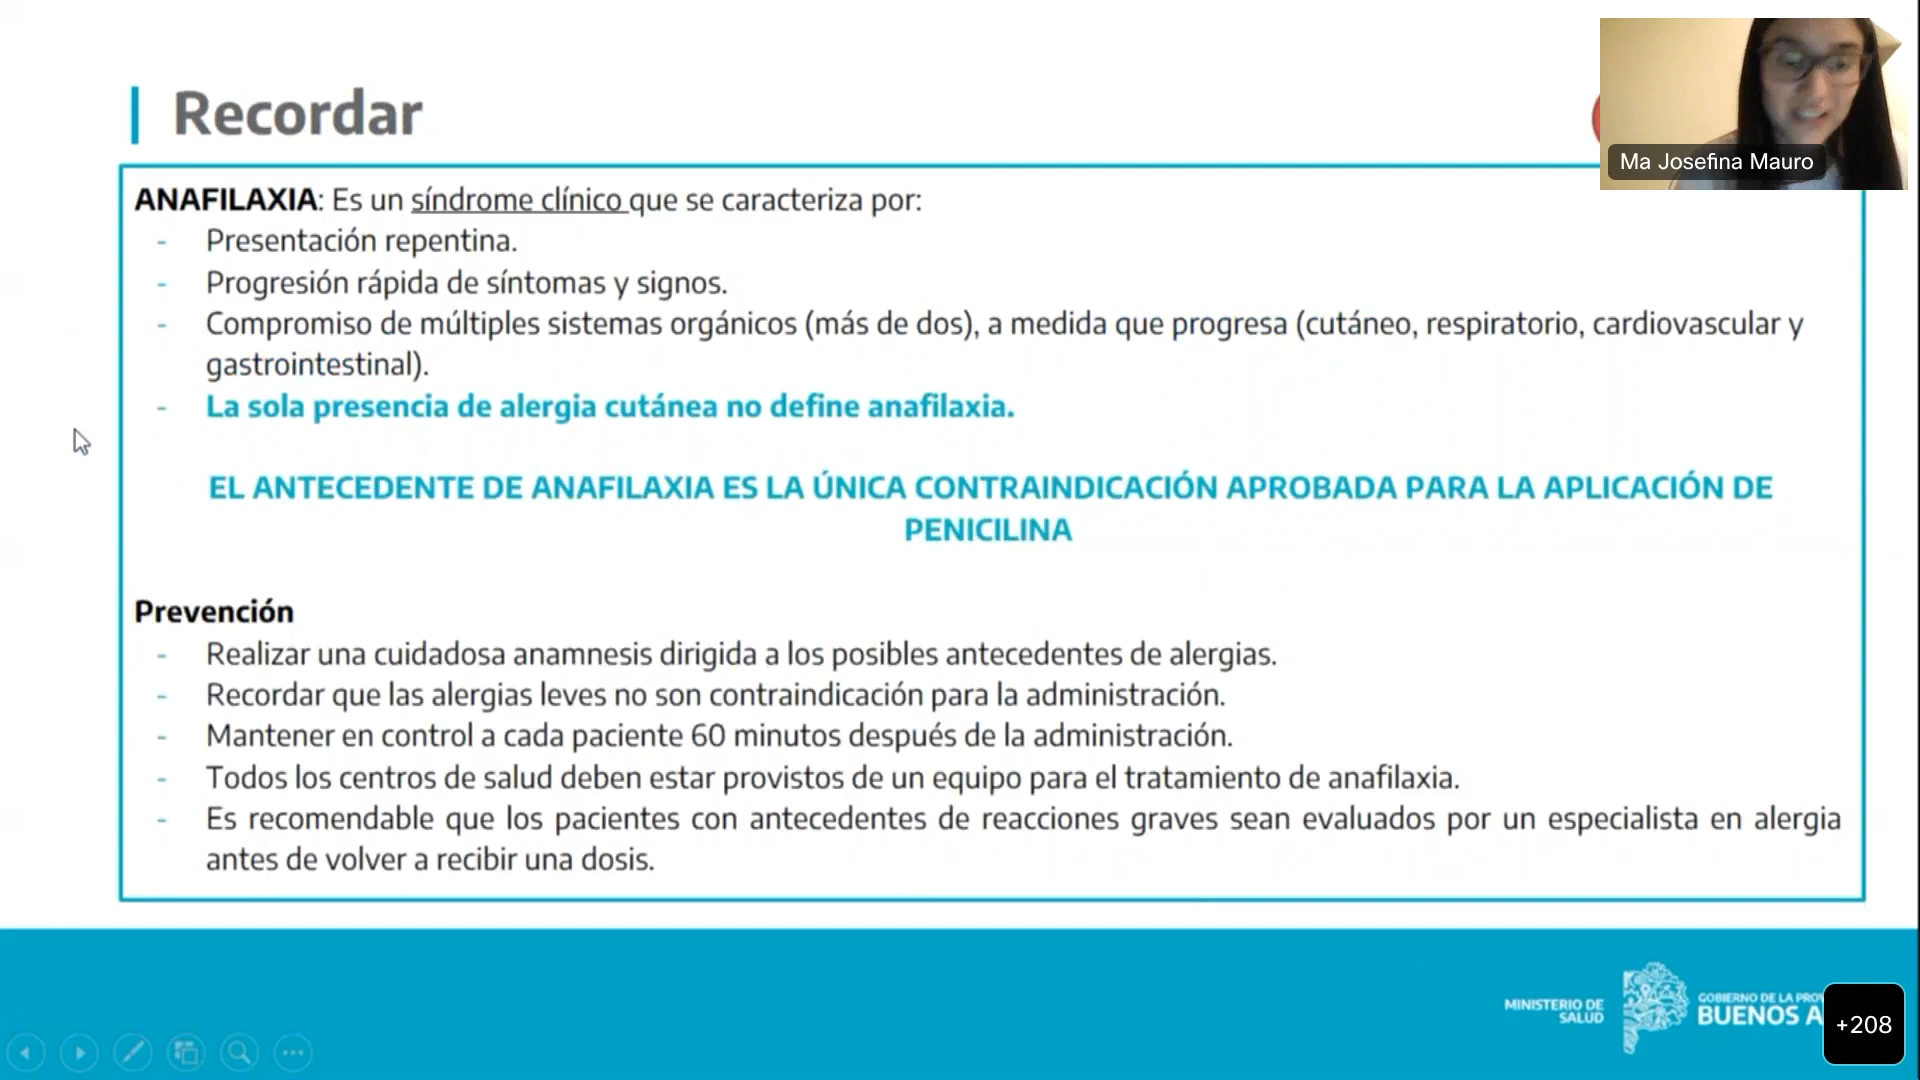 Recordar
Ma Josefina Mauro
ANAFILAXIA: Es un síndrome clínico que se caracteriza por:
- Presentación repentina.
- Progresión rápida de síntomas y signos.
- Compromiso de múltiples sistemas orgánicos (más de dos), a medida que progresa (cutáneo, respiratorio, cardiovascular y
gastrointestinal).
- La sola presencia de alergia cutánea no define anafilaxia.
EL ANTECEDENTE DE ANAFILAXIA ES LA ÚNICA CONTRAINDICACIÓN APROBADA PARA LA APLICACIÓN DE
PENICILINA
Prevención
- Realizar una cuidadosa anamnesis dirigida a los posibles antecedentes de alergias.
- Recordar que las alergias leves no son contraindicación para la administración.
- Mantener en control a cada paciente 60 minutos después de la administración.
- Todos los centros de salud deben estar provistos de un equipo para el tratamiento de anafilaxia.
- Es recomendable que los pacientes con antecedentes de reacciones graves sean evaluados por un especialista en alergia
antes de volver a recibir una dosis.
MINISTERIO DE
SALUD
GOBIERNO DE LA PRO
BUENOS A
+208